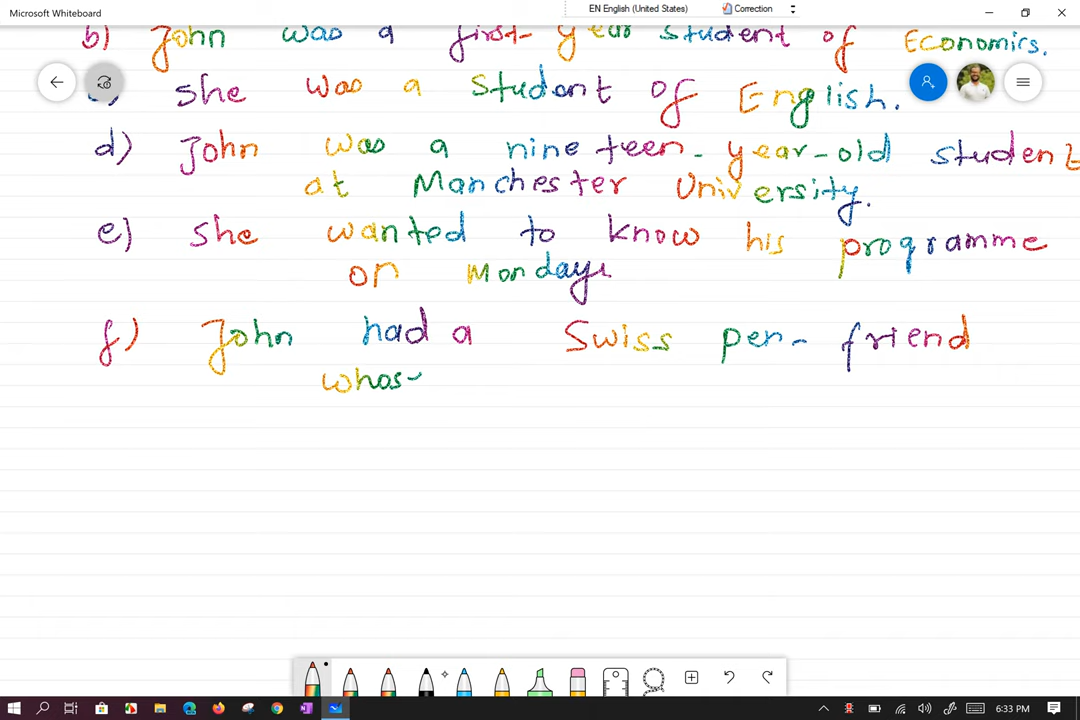 Microsoft Whiteboard
EN English (United States)
Correction
b) John was a first-year student of Economics.
she was a Student of English.
d) John was a nineteen-year-old student
at Manchester University.
e) she wanted to know his programme
on Mondays
f) John had a Swiss pen-friend
whos
6:33 PM